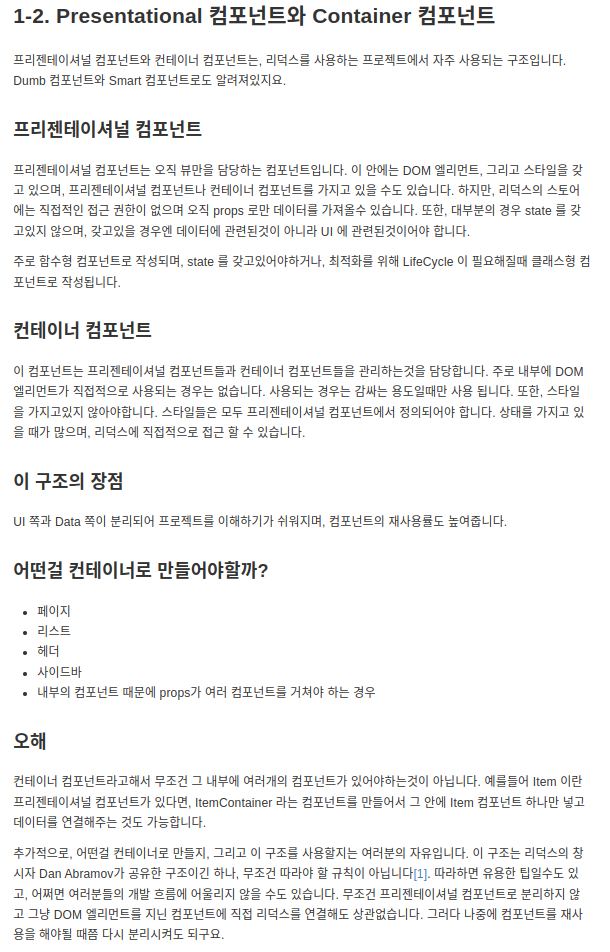 1-2. Presentational 컴포넌트와 Container 컴포넌트
프리젠테이셔널 컴포넌트와 컨테이너 컴포넌트는, 리덕스를 사용하는 프로젝트에서 자주 사용되는 구조입니다.
Dumb 컴포넌트와 Smart 컴포넌트로도 알려져있지요.
프리젠테이셔널 컴포넌트
프리젠테이셔널 컴포넌트는 오직 뷰만을 담당하는 컴포넌트입니다. 이 안에는 DOM 엘리먼트, 그리고 스타일을 갖
고 있으며, 프리젠테이셔널 컴포넌트나 컨테이너 컴포넌트를 가지고 있을 수도 있습니다. 하지만, 리덕스의 스토어
에는 직접적인 접근 권한이 없으며 오직 props 로만 데이터를 가져올수 있습니다. 또한, 대부분의 경우 state 를 갖
고있지 않으며, 갖고있을 경우엔 데이터에 관련된것이 아니라 UI 에 관련된것이어야 합니다.
주로 함수형 컴포넌트로 작성되며, state 를 갖고있어야하거나, 최적화를 위해 LifeCycle 이 필요해질때 클래스형 컴
포넌트로 작성됩니다.
컨테이너 컴포넌트
이 컴포넌트는 프리젠테이셔널 컴포넌트들과 컨테이너 컴포넌트들을 관리하는것을 담당합니다. 주로 내부에 DOM
엘리먼트가 직접적으로 사용되는 경우는 없습니다. 사용되는 경우는 감싸는 용도일때만 사용 됩니다. 또한, 스타일
을 가지고있지 않아야합니다. 스타일들은 모두 프리젠테이셔널 컴포넌트에서 정의되어야 합니다. 상태를 가지고 있
을 때가 많으며, 리덕스에 직접적으로 접근 할 수 있습니다.
이 구조의 장점
UI 쪽과 Data 쪽이 분리되어 프로젝트를 이해하기가 쉬워지며, 컴포넌트의 재사용률도 높여줍니다.
어떤걸 컨테이너로 만들어야할까?
• 페이지
• 리스트
• 헤더
• 사이드바
• 내부의 컴포넌트 때문에 props가 여러 컴포넌트를 거쳐야 하는 경우
오해
컨테이너 컴포넌트라고해서 무조건 그 내부에 여러개의 컴포넌트가 있어야하는것이 아닙니다. 예를들어 Item 이란
프리젠테이셔널 컴포넌트가 있다면, ItemContainer 라는 컴포넌트를 만들어서 그 안에 Item 컴포넌트 하나만 넣고
데이터를 연결해주는 것도 가능합니다.
추가적으로, 어떤걸 컨테이너로 만들지, 그리고 이 구조를 사용할지는 여러분의 자유입니다. 이 구조는 리덕스의 창
시자 Dan Abramov가 공유한 구조이긴 하나, 무조건 따라야 할 규칙이 아닙니다[1]. 따라하면 유용한 팁일수도 있
고, 어쩌면 여러분들의 개발 흐름에 어울리지 않을 수도 있습니다. 무조건 프리젠테이셔널 컴포넌트로 분리하지 않
고 그냥 DOM 엘리먼트를 지닌 컴포넌트에 직접 리덕스를 연결해도 상관없습니다. 그러다 나중에 컴포넌트를 재사
용을 해야될 때쯤 다시 분리시켜도 되구요.